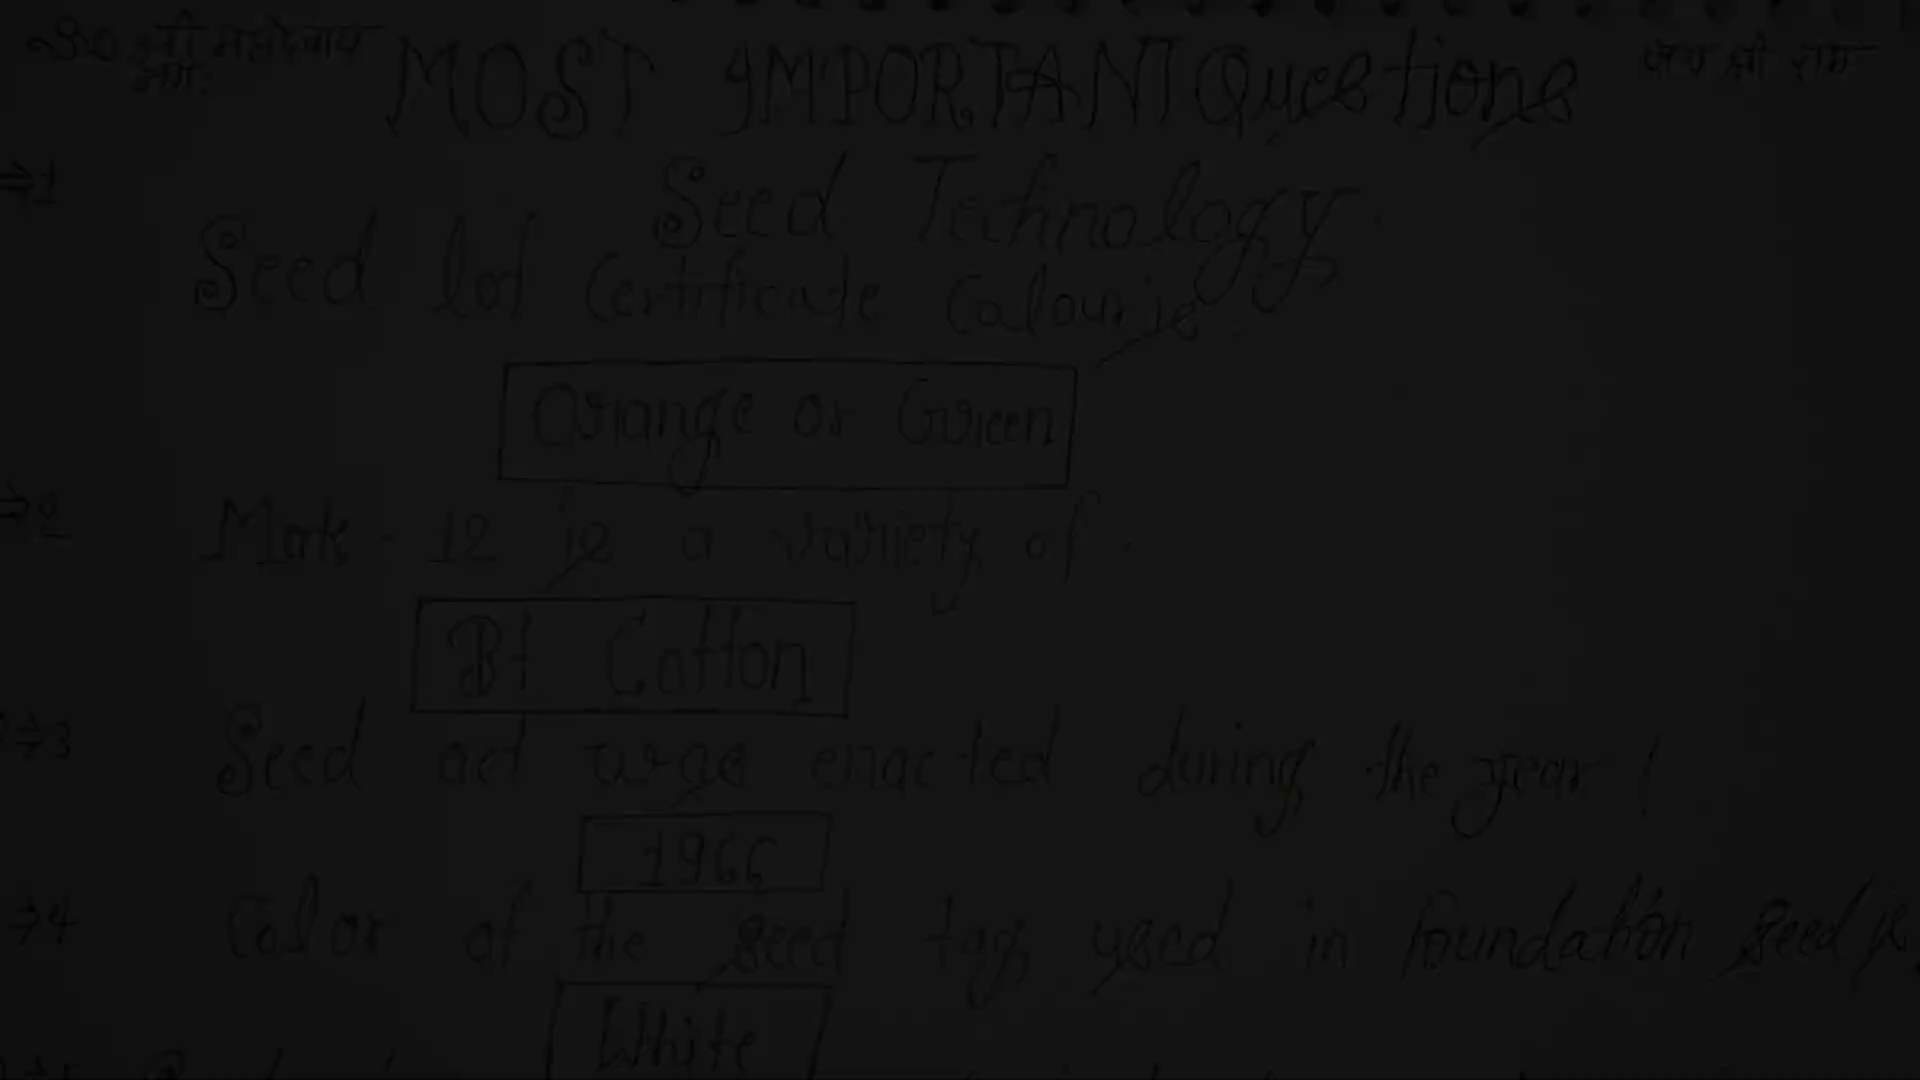 MOST IMPORTANT Questions
Seed Technology
⇒1
Seed lot Certificate Colour is
Orange or Green
⇒2 Mark - 12 is a variety of
Bt Cotton
⇒3 Seed act was enacted during the year
1966
⇒4 Color of the seed tag used in foundation seed is
White